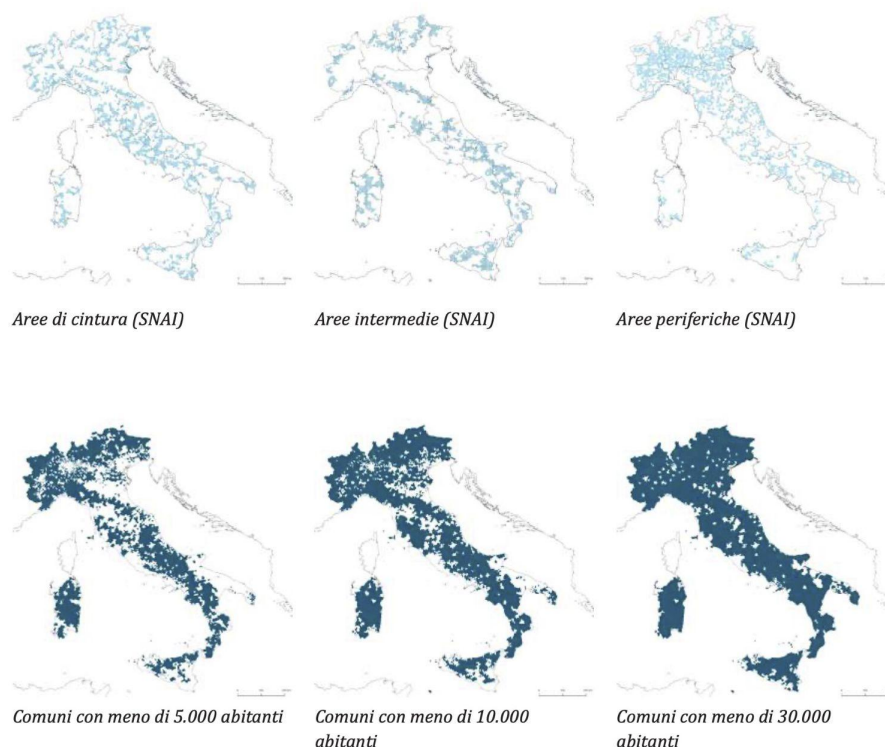 Aree di cintura (SNAI)
Aree intermedie (SNAI)
Aree periferiche (SNAI)
Comuni con meno di 5.000 abitanti
Comuni con meno di 10.000
abitanti
Comuni con meno di 30.000
abitanti